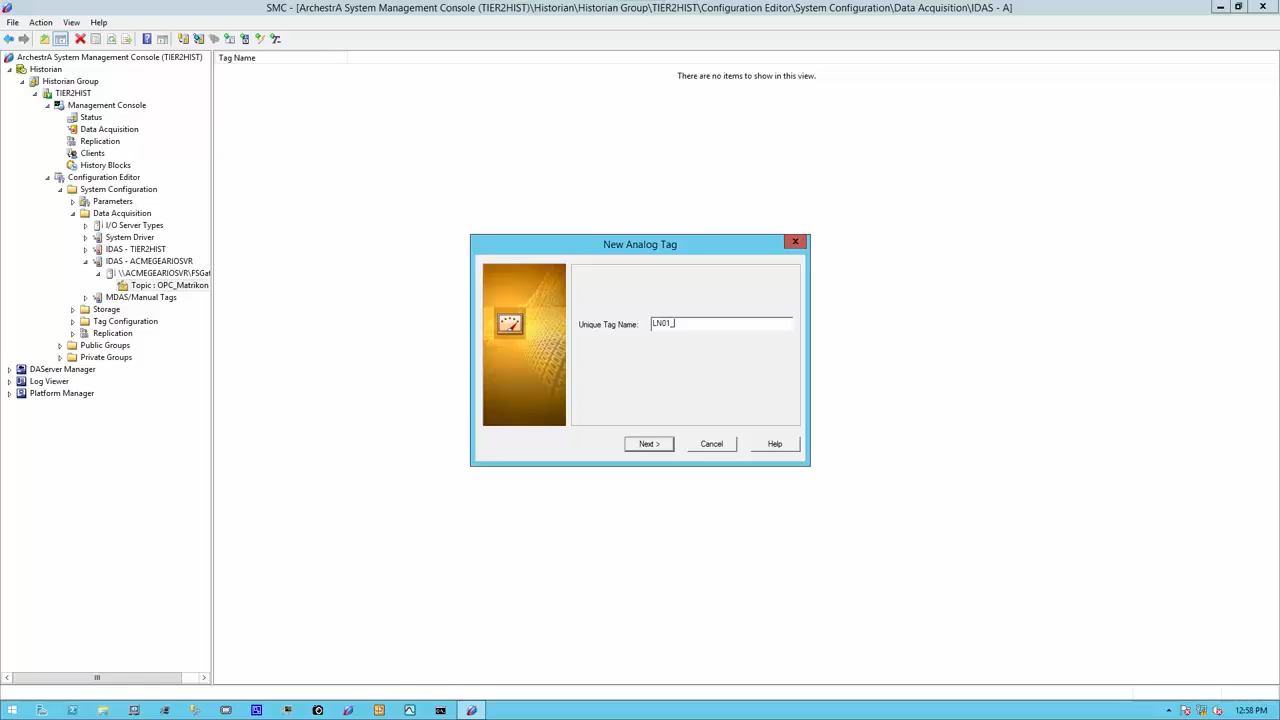 SMC - [ArchestrA System Management Console (TIER2HIST)\Historian\Historian Group\TIER2HIST\Configuration Editor\System Configuration\Data Acquisition\IDAS - A]
File Action View Help
ArchestrA System Management Console (TIER2HIST)
Historian
Historian Group
TIER2HIST
Management Console
Status
Data Acquisition
Replication
Clients
History Blocks
Configuration Editor
System Configuration
Parameters
Data Acquisition
I/O Server Types
System Driver
IDAS - TIER2HIST
IDAS - ACMEGEARIOSVR
\\ACMEGEARIOSVR\FSGat
Topic : OPC_Matrikon
MDAS/Manual Tags
Storage
Tag Configuration
Replication
Public Groups
Private Groups
DAServer Manager
Log Viewer
Platform Manager
Tag Name
There are no items to show in this view.
New Analog Tag
Unique Tag Name: LN01_
Next > Cancel Help
12:58 PM